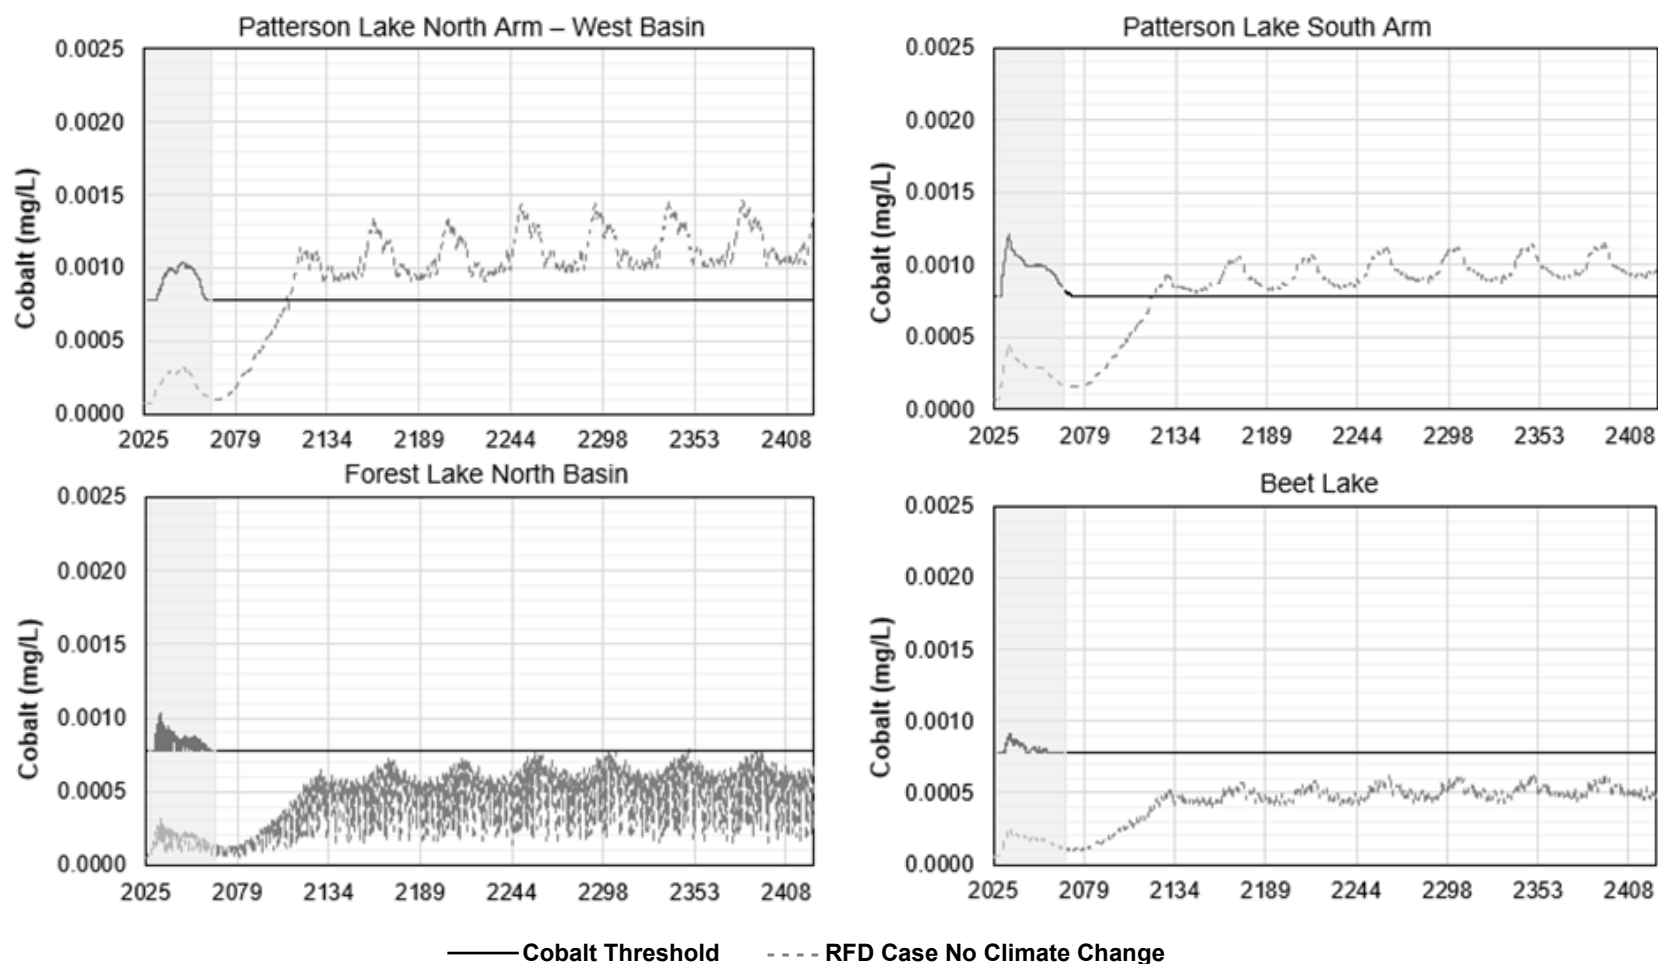 Patterson Lake North Arm – West Basin
0.0025
0.0020
0.0015
0.0010
0.0005
0.0000
Cobalt (mg/L)
2025 2079 2134 2189 2244 2298 2353 2408
Patterson Lake South Arm
0.0025
0.0020
0.0015
0.0010
0.0005
0.0000
Cobalt (mg/L)
2025 2079 2134 2189 2244 2298 2353 2408
Forest Lake North Basin
0.0025
0.0020
0.0015
0.0010
0.0005
0.0000
Cobalt (mg/L)
2025 2079 2134 2189 2244 2298 2353 2408
Beet Lake
0.0025
0.0020
0.0015
0.0010
0.0005
0.0000
Cobalt (mg/L)
2025 2079 2134 2189 2244 2298 2353 2408
Cobalt Threshold RFD Case No Climate Change